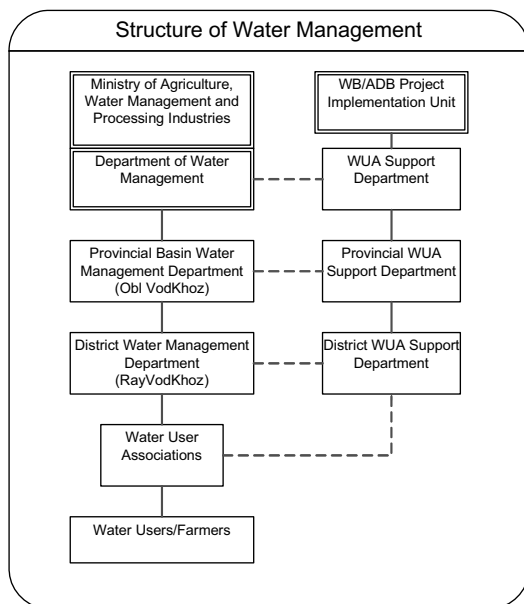 Structure of Water Management
Ministry of Agriculture,
Water Management and
Processing Industries
WB/ADB Project
Implementation Unit
Department of Water
Management
WUA Support
Department
Provincial Basin Water
Management Department
(Obl VodKhoz)
Provincial WUA
Support Department
District Water Management
Department
(RayVodKhoz)
District WUA Support
Department
Water User
Associations
Water Users/Farmers